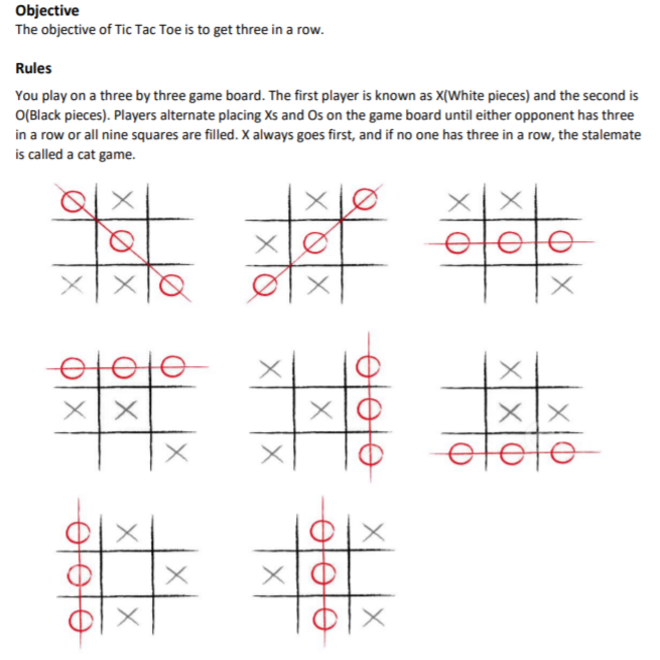 Objective
The objective of Tic Tac Toe is to get three in a row.
Rules
You play on a three by three game board. The first player is known as X(White pieces) and the second is
O(Black pieces). Players alternate placing Xs and Os on the game board until either opponent has three
in a row or all nine squares are filled. X always goes first, and if no one has three in a row, the stalemate
is called a cat game.